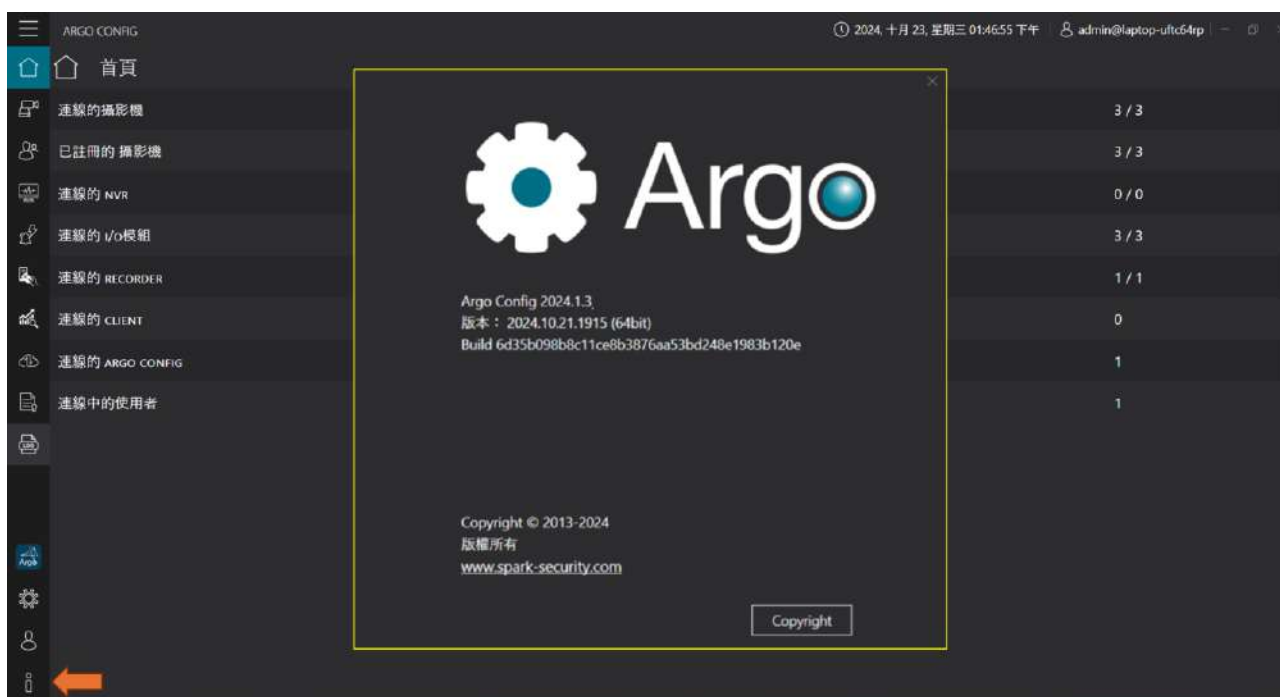 ARGO CONFIG
2024, 十月 23, 星期三 01:46:55 下午
admin@laptop-uftc64rp
首頁
連線的攝影機 3 / 3
已註冊的 攝影機 3 / 3
連線的 NVR 0 / 0
連線的 I/O模組 3 / 3
連線的 RECORDER 1 / 1
連線的 CLIENT 0
連線的 ARGO CONFIG 1
連線中的使用者 1
Argo
Argo Config 2024.1.3
版本： 2024.10.21.1915 (64bit)
Build 6d35b098b8c11ce8b3876aa53bd248e1983b120e
Copyright © 2013-2024
版權所有
www.spark-security.com
Copyright
LOG
Argo